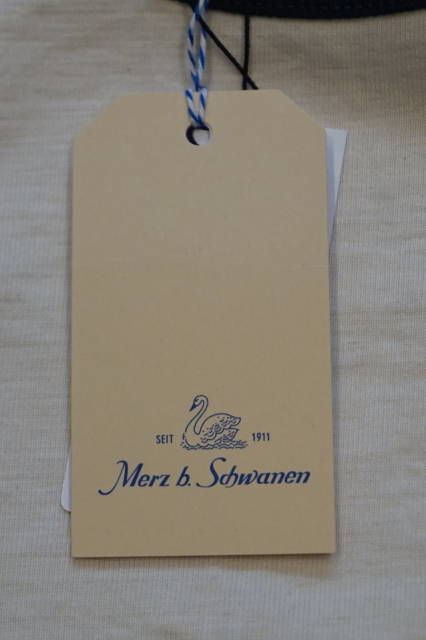 SEIT 1911
Merz b. Schwanen